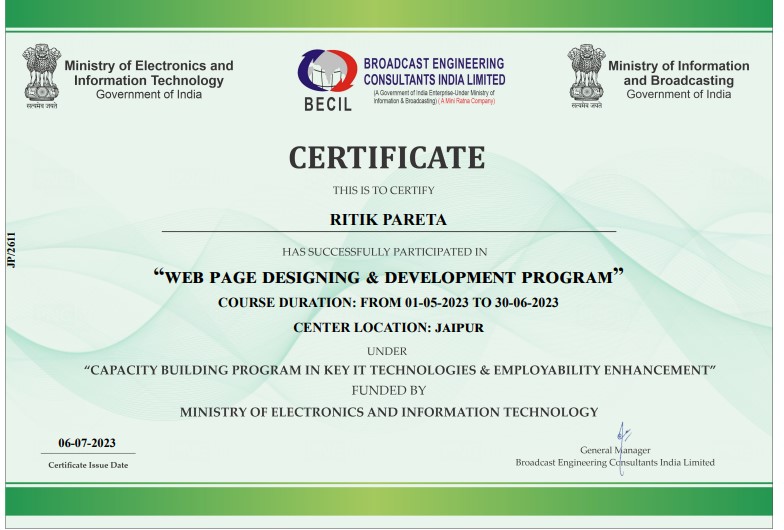 सत्यमेव जयते
Ministry of Electronics and
Information Technology
Government of India
BECIL
BROADCAST ENGINEERING
CONSULTANTS INDIA LIMITED
(A Government of India Enterprise-Under Ministry of
Information & Broadcasting) ( A Mini Ratna Company)
सत्यमेव जयते
Ministry of Information
and Broadcasting
Government of India
CERTIFICATE
THIS IS TO CERTIFY
RITIK PARETA
JP/2611
HAS SUCCESSFULLY PARTICIPATED IN
“WEB PAGE DESIGNING & DEVELOPMENT PROGRAM”
COURSE DURATION: FROM 01-05-2023 TO 30-06-2023
CENTER LOCATION: JAIPUR
UNDER
“CAPACITY BUILDING PROGRAM IN KEY IT TECHNOLOGIES & EMPLOYABILITY ENHANCEMENT”
FUNDED BY
MINISTRY OF ELECTRONICS AND INFORMATION TECHNOLOGY
06-07-2023
Certificate Issue Date
General Manager
Broadcast Engineering Consultants India Limited